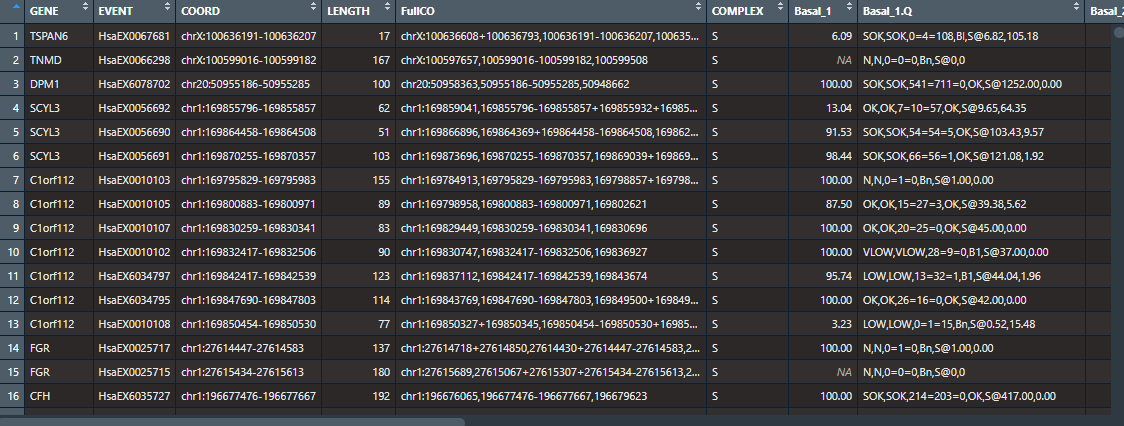 GENE EVENT COORD LENGTH FullCO COMPLEX Basal_1 Basal_1.Q Basal_2
1 TSPAN6 HsaEX0067681 chrX:100636191-100636207 17 chrX:100636608+100636793,100636191-100636207,100635... S 6.09 SOK,SOK,0=4=108,Bl,S@6.82,105.18
2 TNMD HsaEX0066298 chrX:100599016-100599182 167 chrX:100597657,100599016-100599182,100599508 S NA N,N,0=0=0,Bn,S@0,0
3 DPM1 HsaEX6078702 chr20:50955186-50955285 100 chr20:50958363,50955186-50955285,50948662 S 100.00 SOK,SOK,541=711=0,OK,S@1252.00,0.00
4 SCYL3 HsaEX0056692 chr1:169855796-169855857 62 chr1:169859041,169855796-169855857+169855932+16985... S 13.04 OK,OK,7=10=57,OK,S@9.65,64.35
5 SCYL3 HsaEX0056690 chr1:169864458-169864508 51 chr1:169866896,169864369+169864458-169864508,169862... S 91.53 SOK,SOK,54=54=5,OK,S@103.43,9.57
6 SCYL3 HsaEX0056691 chr1:169870255-169870357 103 chr1:169873696,169870255-169870357,169869039+169869... S 98.44 SOK,SOK,66=56=1,OK,S@121.08,1.92
7 C1orf112 HsaEX0010103 chr1:169795829-169795983 155 chr1:169784913,169795829-169795983,169798857+169798... S 100.00 N,N,0=1=0,Bn,S@1.00,0.00
8 C1orf112 HsaEX0010105 chr1:169800883-169800971 89 chr1:169798958,169800883-169800971,169802621 S 87.50 OK,OK,15=27=3,OK,S@39.38,5.62
9 C1orf112 HsaEX0010107 chr1:169830259-169830341 83 chr1:169829449,169830259-169830341,169830696 S 100.00 OK,OK,20=25=0,OK,S@45.00,0.00
10 C1orf112 HsaEX0010102 chr1:169832417-169832506 90 chr1:169830747,169832417-169832506,169836927 S 100.00 VLOW,VLOW,28=9=0,B1,S@37.00,0.00
11 C1orf112 HsaEX6034797 chr1:169842417-169842539 123 chr1:169837112,169842417-169842539,169843674 S 95.74 LOW,LOW,13=32=1,B1,S@44.04,1.96
12 C1orf112 HsaEX6034795 chr1:169847690-169847803 114 chr1:169843769,169847690-169847803,169849500+169849... S 100.00 OK,OK,26=16=0,OK,S@42.00,0.00
13 C1orf112 HsaEX0010108 chr1:169850454-169850530 77 chr1:169850327+169850345,169850454-169850530+16985... S 3.23 LOW,LOW,0=1=15,Bn,S@0.52,15.48
14 FGR HsaEX0025717 chr1:27614447-27614583 137 chr1:27614718+27614850,27614430+27614447-27614583,2... S 100.00 N,N,0=1=0,Bn,S@1.00,0.00
15 FGR HsaEX0025715 chr1:27615434-27615613 180 chr1:27615689,27615067+27615307+27615434-27615613,2... S NA N,N,0=0=0,Bn,S@0,0
16 CFH HsaEX6035727 chr1:196677476-196677667 192 chr1:196676065,196677476-196677667,196679623 S 100.00 SOK,SOK,214=203=0,OK,S@417.00,0.00